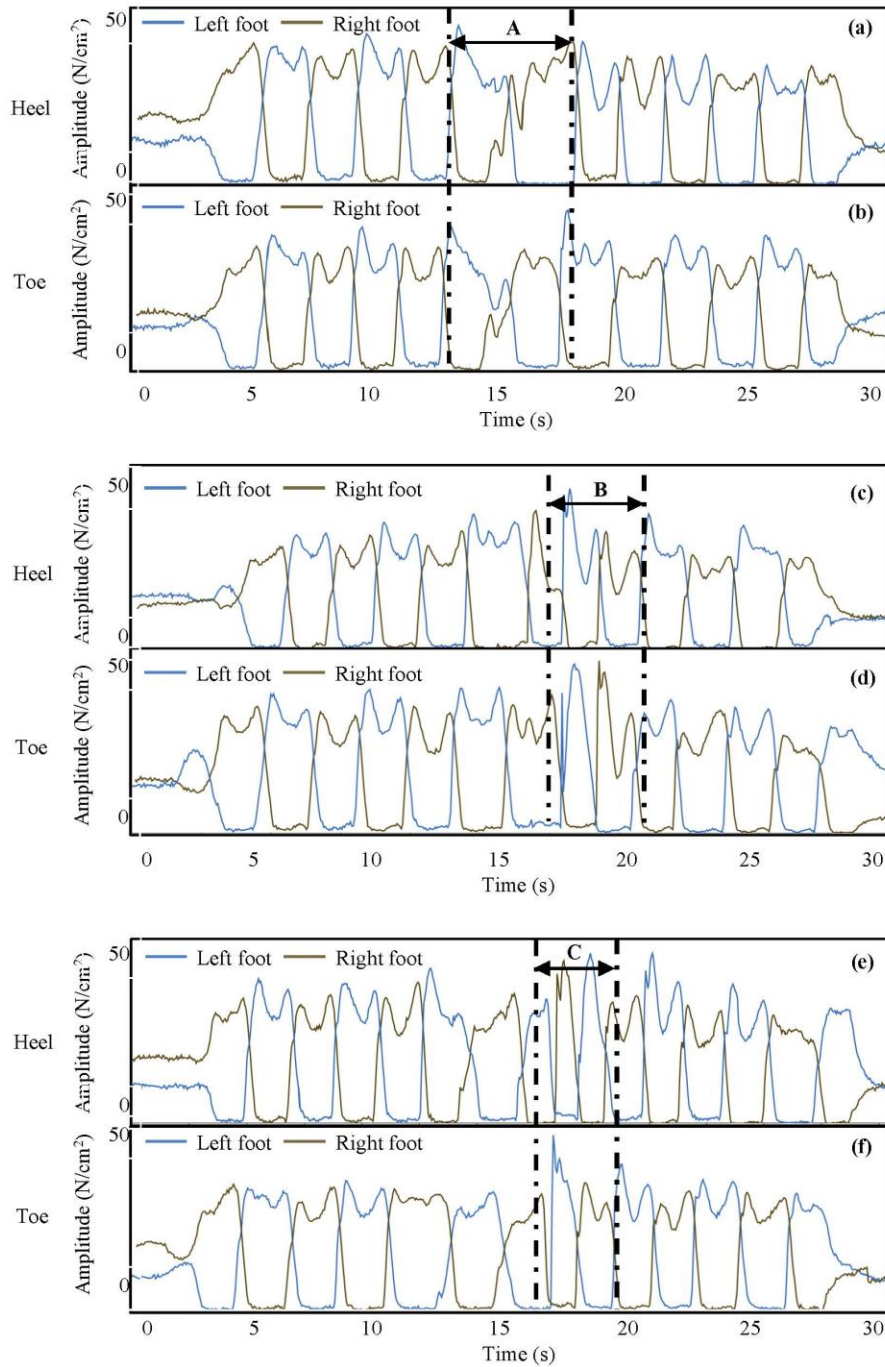 50
Left foot Right foot
A
(a)
Heel
Amplitude (N/cm²)
0
50
Left foot Right foot
(b)
Toe
Amplitude (N/cm²)
0
0 5 10 15 20 25 30
Time (s)
50
Left foot Right foot
B
(c)
Heel
Amplitude (N/cm²)
0
50
Left foot Right foot
(d)
Toe
Amplitude (N/cm²)
0
0 5 10 15 20 25 30
Time (s)
50
Left foot Right foot
C
(e)
Heel
Amplitude (N/cm²)
0
50
Left foot Right foot
(f)
Toe
Amplitude (N/cm²)
0
0 5 10 15 20 25 30
Time (s)